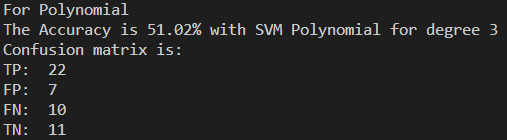 For Polynomial
The Accuracy is 51.02% with SVM Polynomial for degree 3
Confusion matrix is:
TP:  22
FP:  7
FN:  10
TN:  11